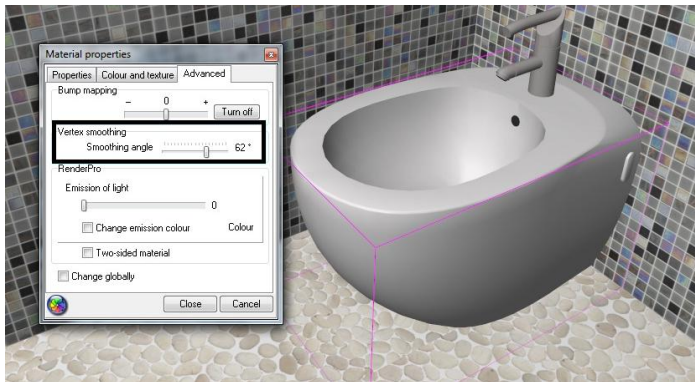 Material properties
Properties Colour and texture Advanced
Bump mapping
- 0 +
Turn off
Vertex smoothing
Smoothing angle 62 °
RenderPro
Emission of light
0
Change emission colour Colour
Two-sided material
Change globally
Close Cancel